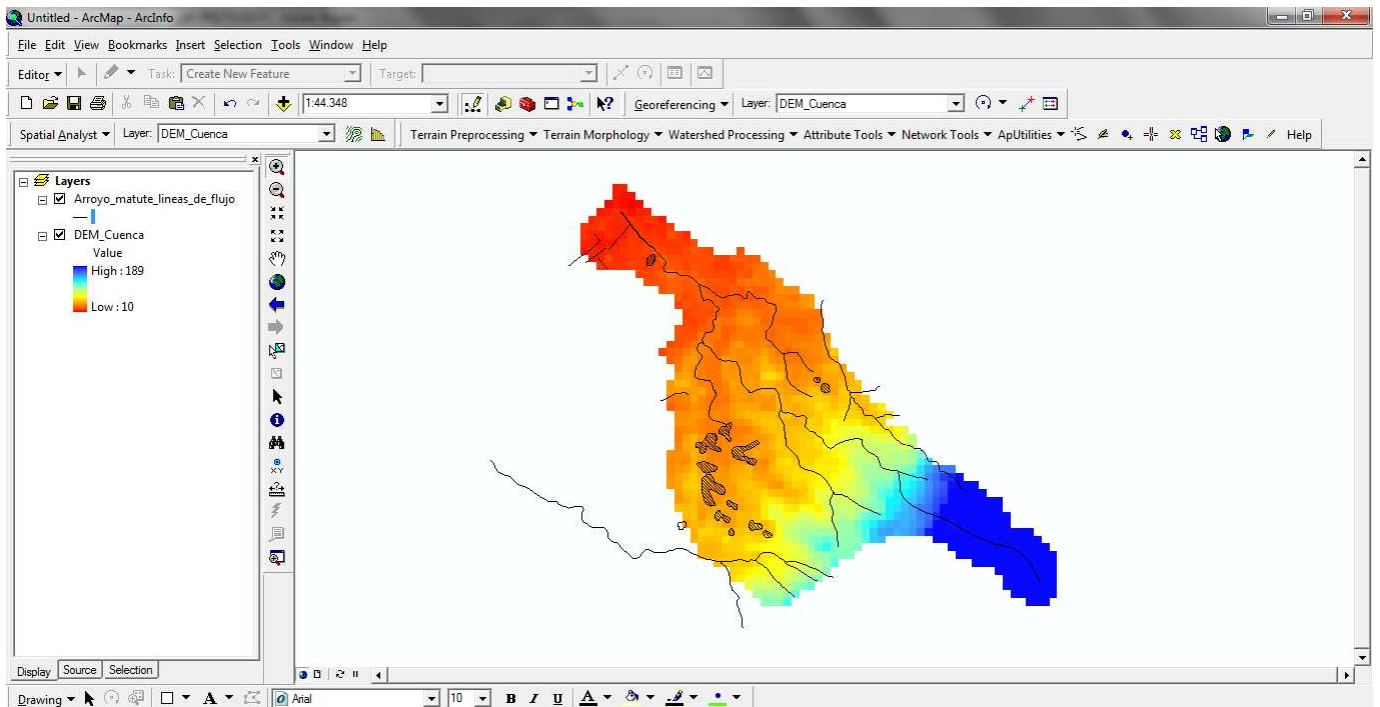 Untitled - ArcMap - ArcInfo
File Edit View Bookmarks Insert Selection Tools Window Help
Editor Task: Create New Feature Target:
1:44.348 Georeferencing Layer: DEM_Cuenca
Spatial Analyst Layer: DEM_Cuenca Terrain Preprocessing Terrain Morphology Watershed Processing Attribute Tools Network Tools ApUtilities Help
Layers
Arroyo_matute_lineas_de_flujo
DEM_Cuenca
Value
High : 189
Low : 10
Display Source Selection
Drawing A Arial 10 B I U A